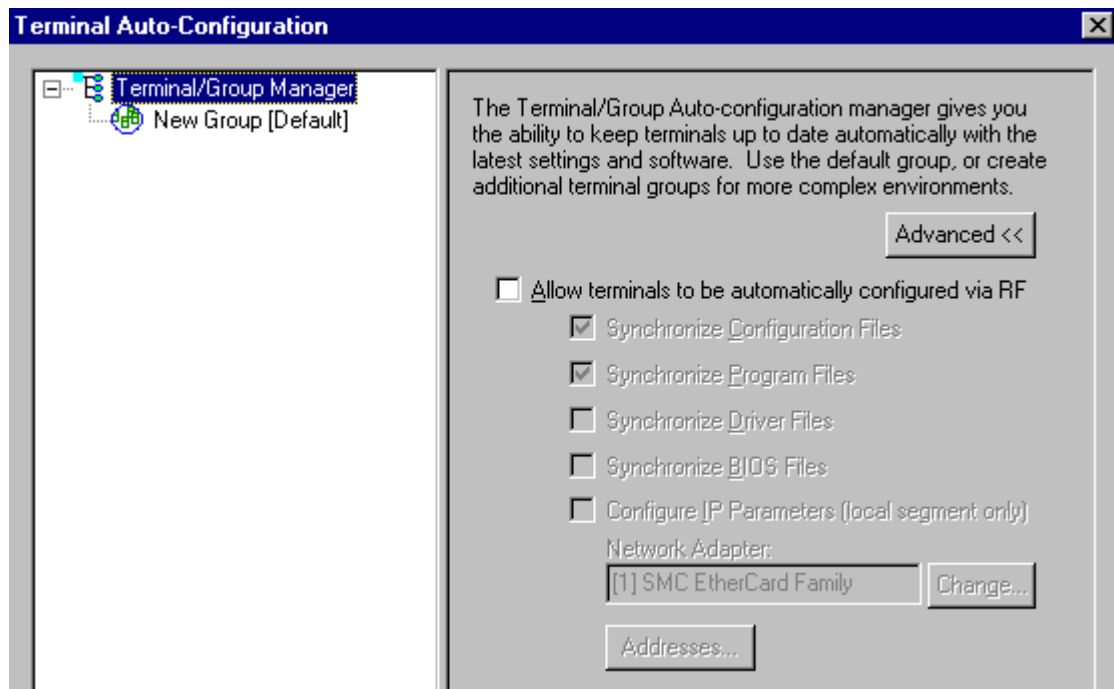 Terminal Auto-Configuration
Terminal/Group Manager
New Group [Default]
The Terminal/Group Auto-configuration manager gives you
the ability to keep terminals up to date automatically with the
latest settings and software.  Use the default group, or create
additional terminal groups for more complex environments.
Advanced <<
Allow terminals to be automatically configured via RF
Synchronize Configuration Files
Synchronize Program Files
Synchronize Driver Files
Synchronize BIOS Files
Configure IP Parameters (local segment only)
Network Adapter:
[1] SMC EtherCard Family
Change...
Addresses...